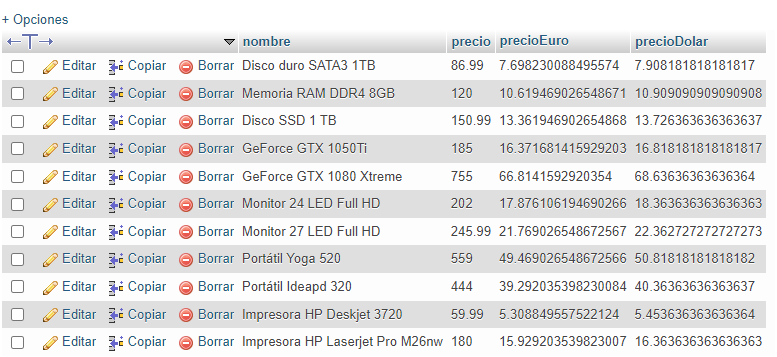 + Opciones
←T→ nombre precio precioEuro precioDolar
Editar Copiar Borrar Disco duro SATA3 1TB 86.99 7.698230088495574 7.908181818181817
Editar Copiar Borrar Memoria RAM DDR4 8GB 120 10.619469026548671 10.909090909090908
Editar Copiar Borrar Disco SSD 1 TB 150.99 13.361946902654868 13.726363636363637
Editar Copiar Borrar GeForce GTX 1050Ti 185 16.371681415929203 16.818181818181817
Editar Copiar Borrar GeForce GTX 1080 Xtreme 755 66.8141592920354 68.63636363636364
Editar Copiar Borrar Monitor 24 LED Full HD 202 17.876106194690266 18.363636363636363
Editar Copiar Borrar Monitor 27 LED Full HD 245.99 21.769026548672567 22.362727272727273
Editar Copiar Borrar Portátil Yoga 520 559 49.469026548672566 50.81818181818182
Editar Copiar Borrar Portátil Ideapd 320 444 39.292035398230084 40.36363636363637
Editar Copiar Borrar Impresora HP Deskjet 3720 59.99 5.308849557522124 5.453636363636364
Editar Copiar Borrar Impresora HP Laserjet Pro M26nw 180 15.929203539823007 16.363636363636363